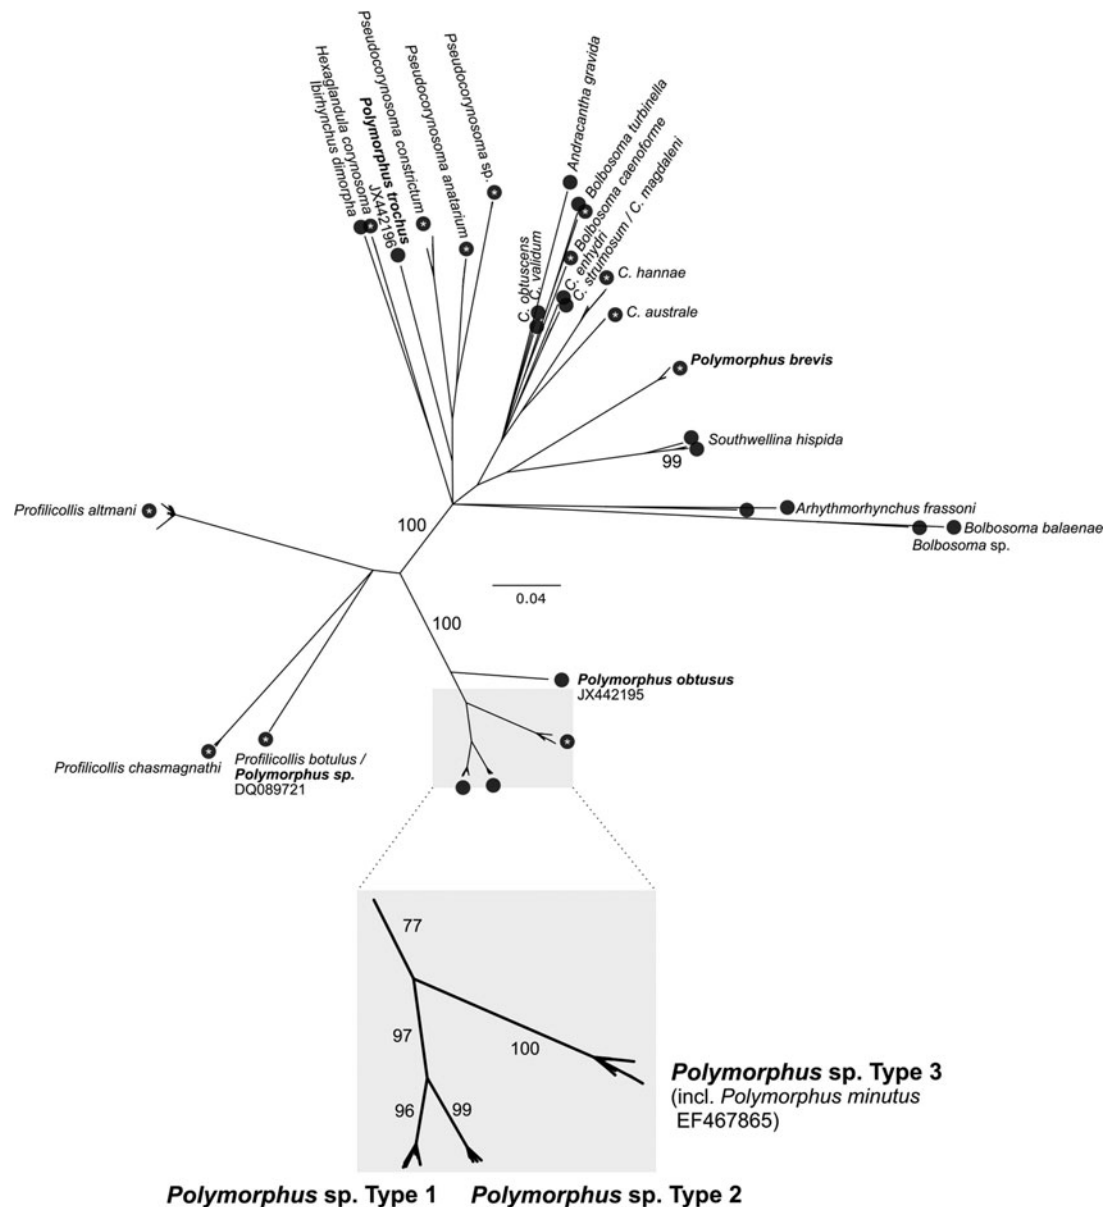 Hexaglandula corynosoma
Ibirhynchus dimorpha
Polymorphus trochus
JX442196
Pseudocorynosoma constrictum
Pseudocorynosoma anatarium
Pseudocorynosoma sp.
Andracantha gravida
Bolbosoma turbinella
Bolbosoma caenoforme
C. enhydri
C. strumosum / C. magdaleni
C. obtuscens
C. validum
C. hannae
C. australe
Polymorphus brevis
Southwellina hispida
99
Profilicollis altmani
Arhythmorhynchus frassoni
100
Bolbosoma balaenae
Bolbosoma sp.
0.04
100
Polymorphus obtusus
JX442195
Profilicollis chasmagnathi
Profilicollis botulus /
Polymorphus sp.
DQ089721
77
97
100
96
99
Polymorphus sp. Type 3
(incl. Polymorphus minutus
EF467865)
Polymorphus sp. Type 1
Polymorphus sp. Type 2